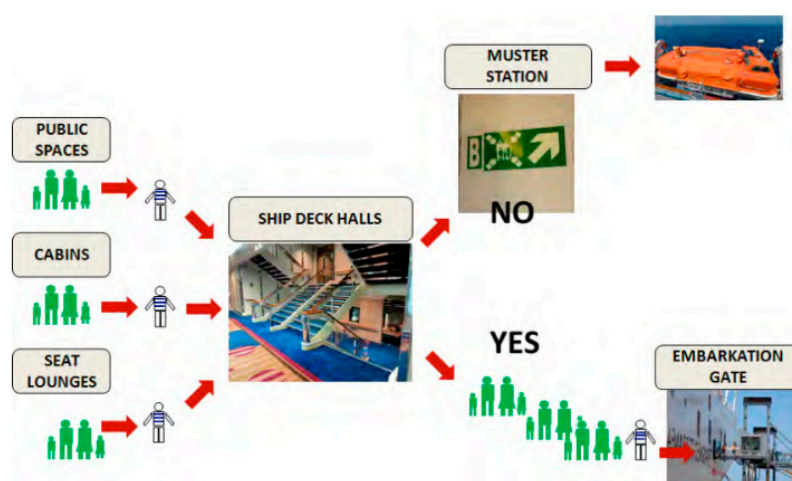 MUSTER
STATION
PUBLIC
SPACES
B
SHIP DECK HALLS
NO
CABINS
YES
SEAT
LOUNGES
EMBARKATION
GATE